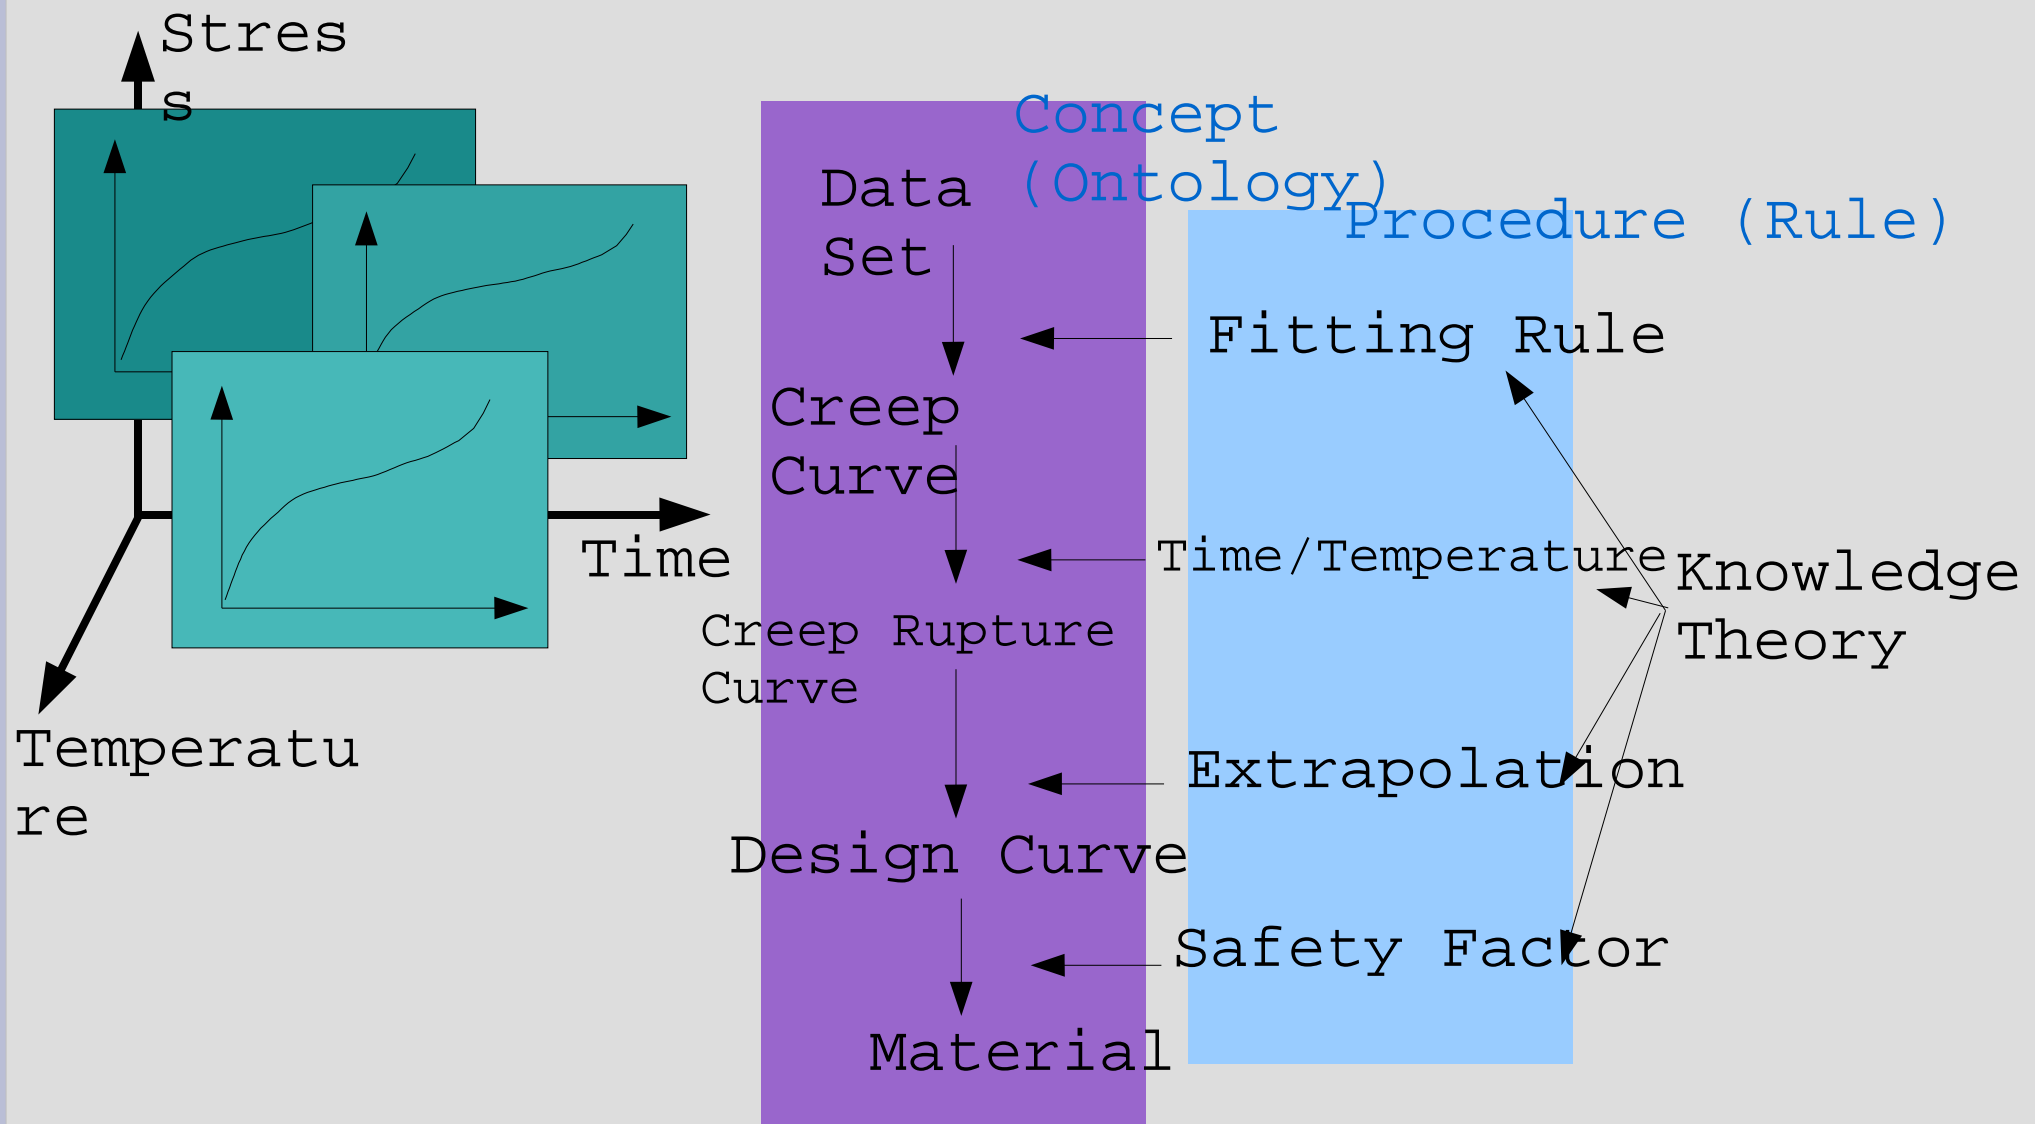 Stres
s
Concept
(Ontology)
Procedure (Rule)
Data
Set
Fitting Rule
Creep
Curve
Time
Time/Temperature
Knowledge
Theory
Creep Rupture
Curve
Temperatu
re
Extrapolation
Design Curve
Safety Factor
Material